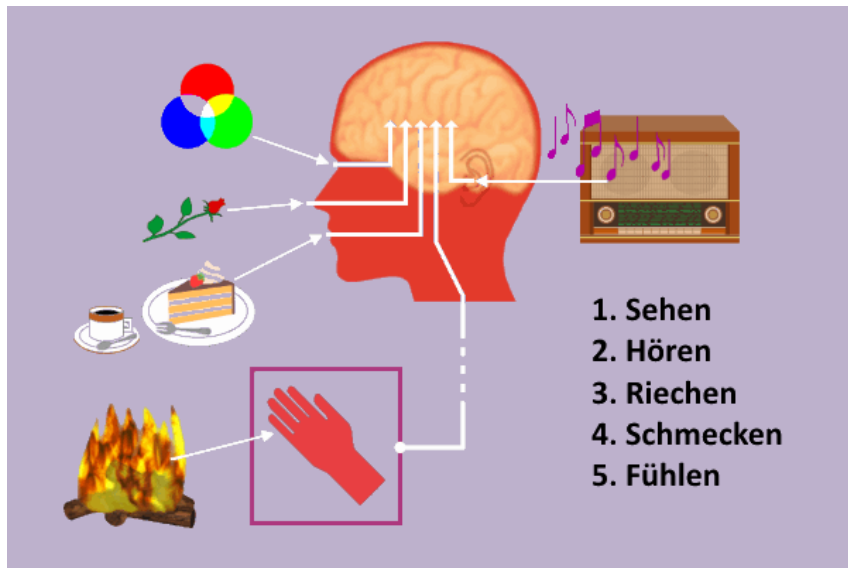 1. Sehen
2. Hören
3. Riechen
4. Schmecken
5. Fühlen